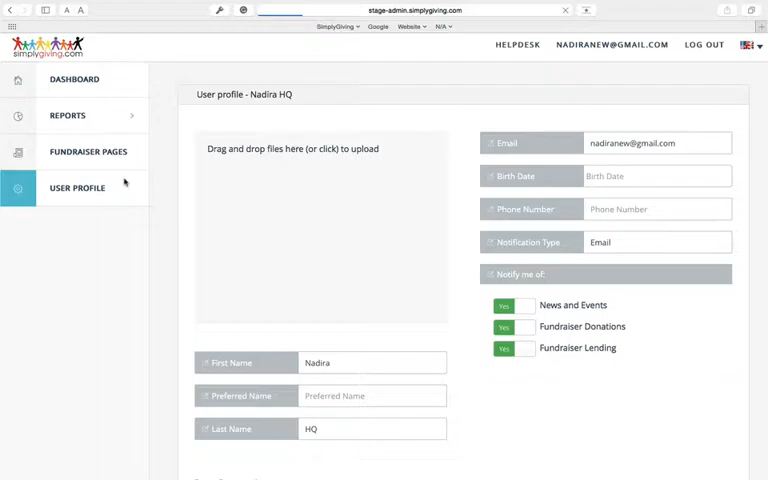 stage-admin.simplygiving.com
A A
SimplyGiving Google Website N/A
simplygiving.com
HELPDESK NADIRANEW@GMAIL.COM LOG OUT
DASHBOARD
REPORTS
FUNDRAISER PAGES
USER PROFILE
User profile - Nadira HQ
Drag and drop files here (or click) to upload
Email nadiranew@gmail.com
Birth Date Birth Date
Phone Number Phone Number
Notification Type Email
Notify me of:
Yes News and Events
Yes Fundraiser Donations
Yes Fundraiser Lending
First Name Nadira
Preferred Name Preferred Name
Last Name HQ